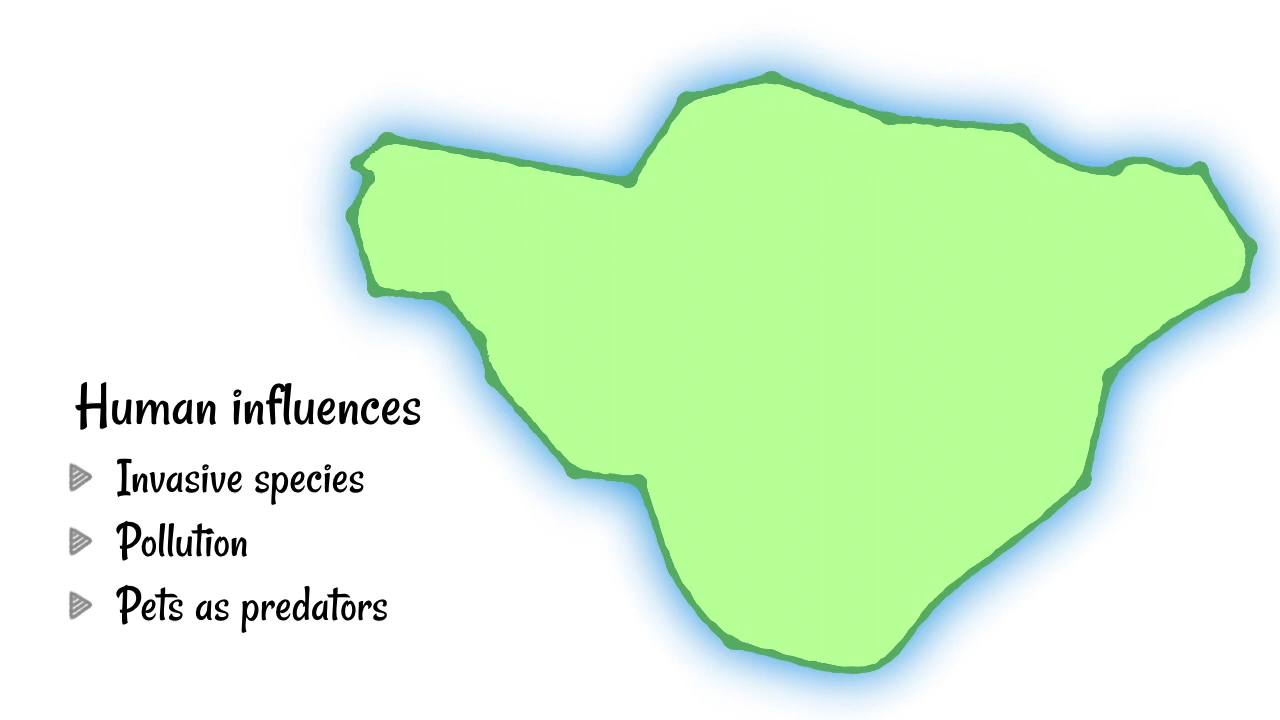 Human influences
Invasive species
Pollution
Pets as predators